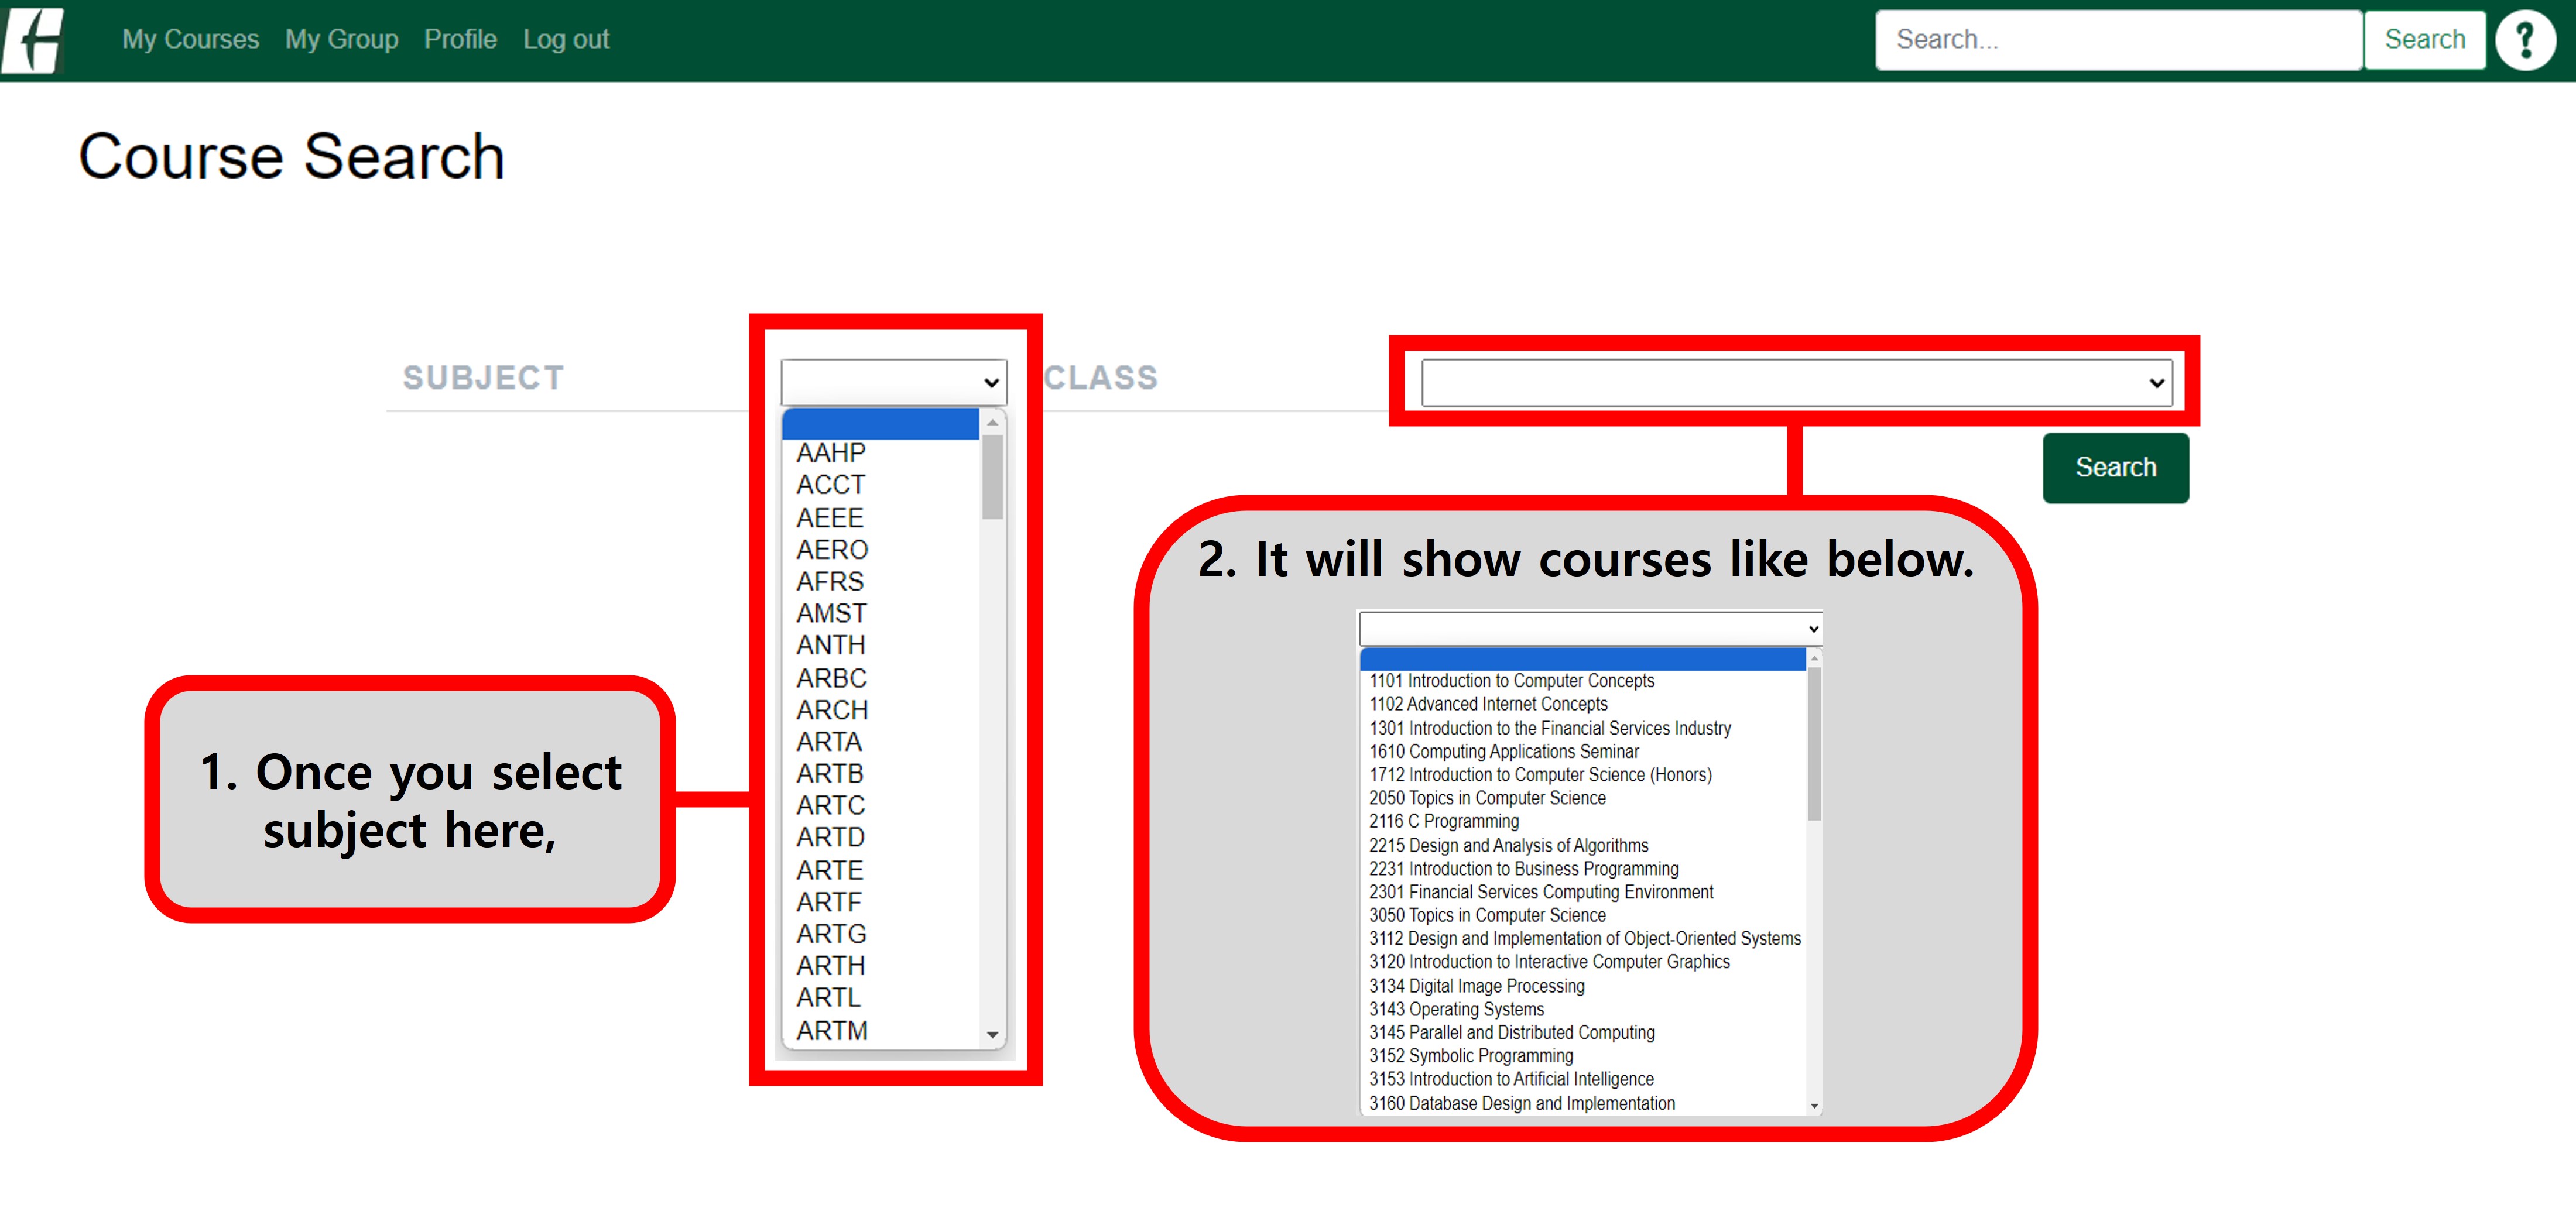 My Courses My Group Profile Log out Search... Search ?
Course Search
SUBJECT CLASS
Search
AAHP
ACCT
AEEE
AERO
AFRS
AMST
ANTH
ARBC
ARCH
ARTA
ARTB
ARTC
ARTD
ARTE
ARTF
ARTG
ARTH
ARTL
ARTM
1. Once you select
subject here,
2. It will show courses like below.
1101 Introduction to Computer Concepts
1102 Advanced Internet Concepts
1301 Introduction to the Financial Services Industry
1610 Computing Applications Seminar
1712 Introduction to Computer Science (Honors)
2050 Topics in Computer Science
2116 C Programming
2215 Design and Analysis of Algorithms
2231 Introduction to Business Programming
2301 Financial Services Computing Environment
3050 Topics in Computer Science
3112 Design and Implementation of Object-Oriented Systems
3120 Introduction to Interactive Computer Graphics
3134 Digital Image Processing
3143 Operating Systems
3145 Parallel and Distributed Computing
3152 Symbolic Programming
3153 Introduction to Artificial Intelligence
3160 Database Design and Implementation